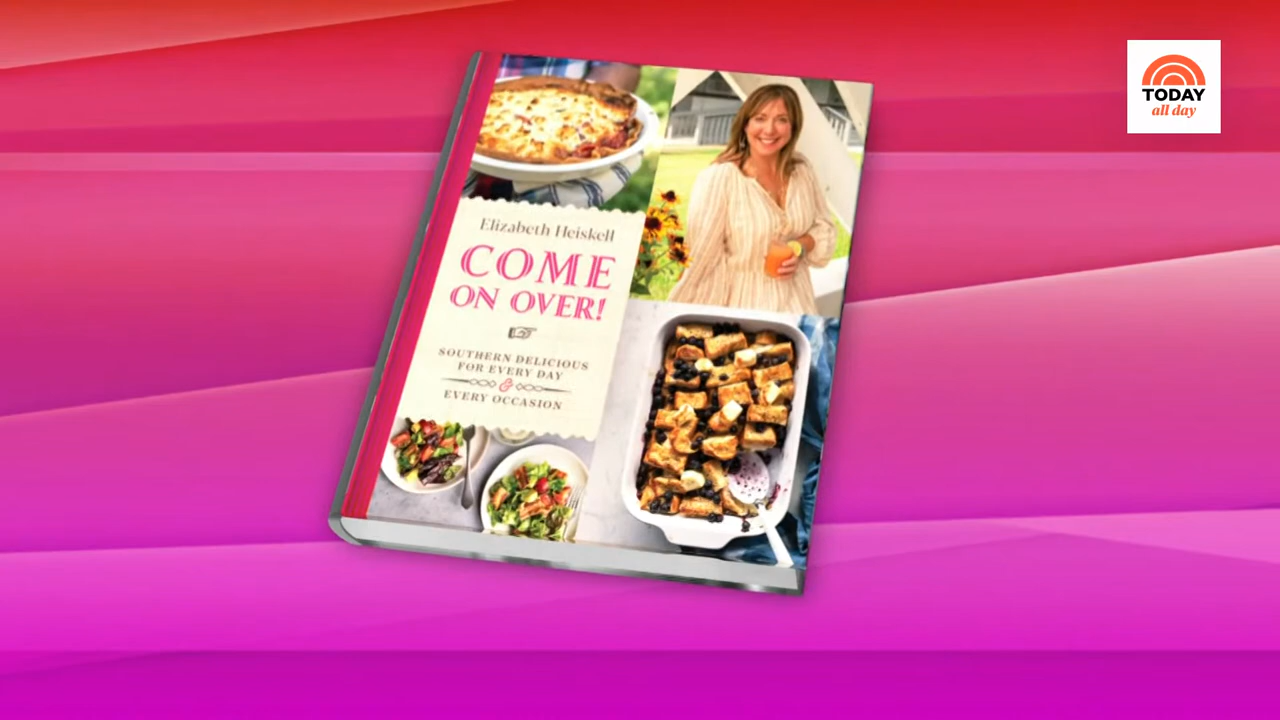 Elizabeth Heiskell
COME
ON OVER!
SOUTHERN DELICIOUS
FOR EVERY DAY
&
EVERY OCCASION
TODAY
all day